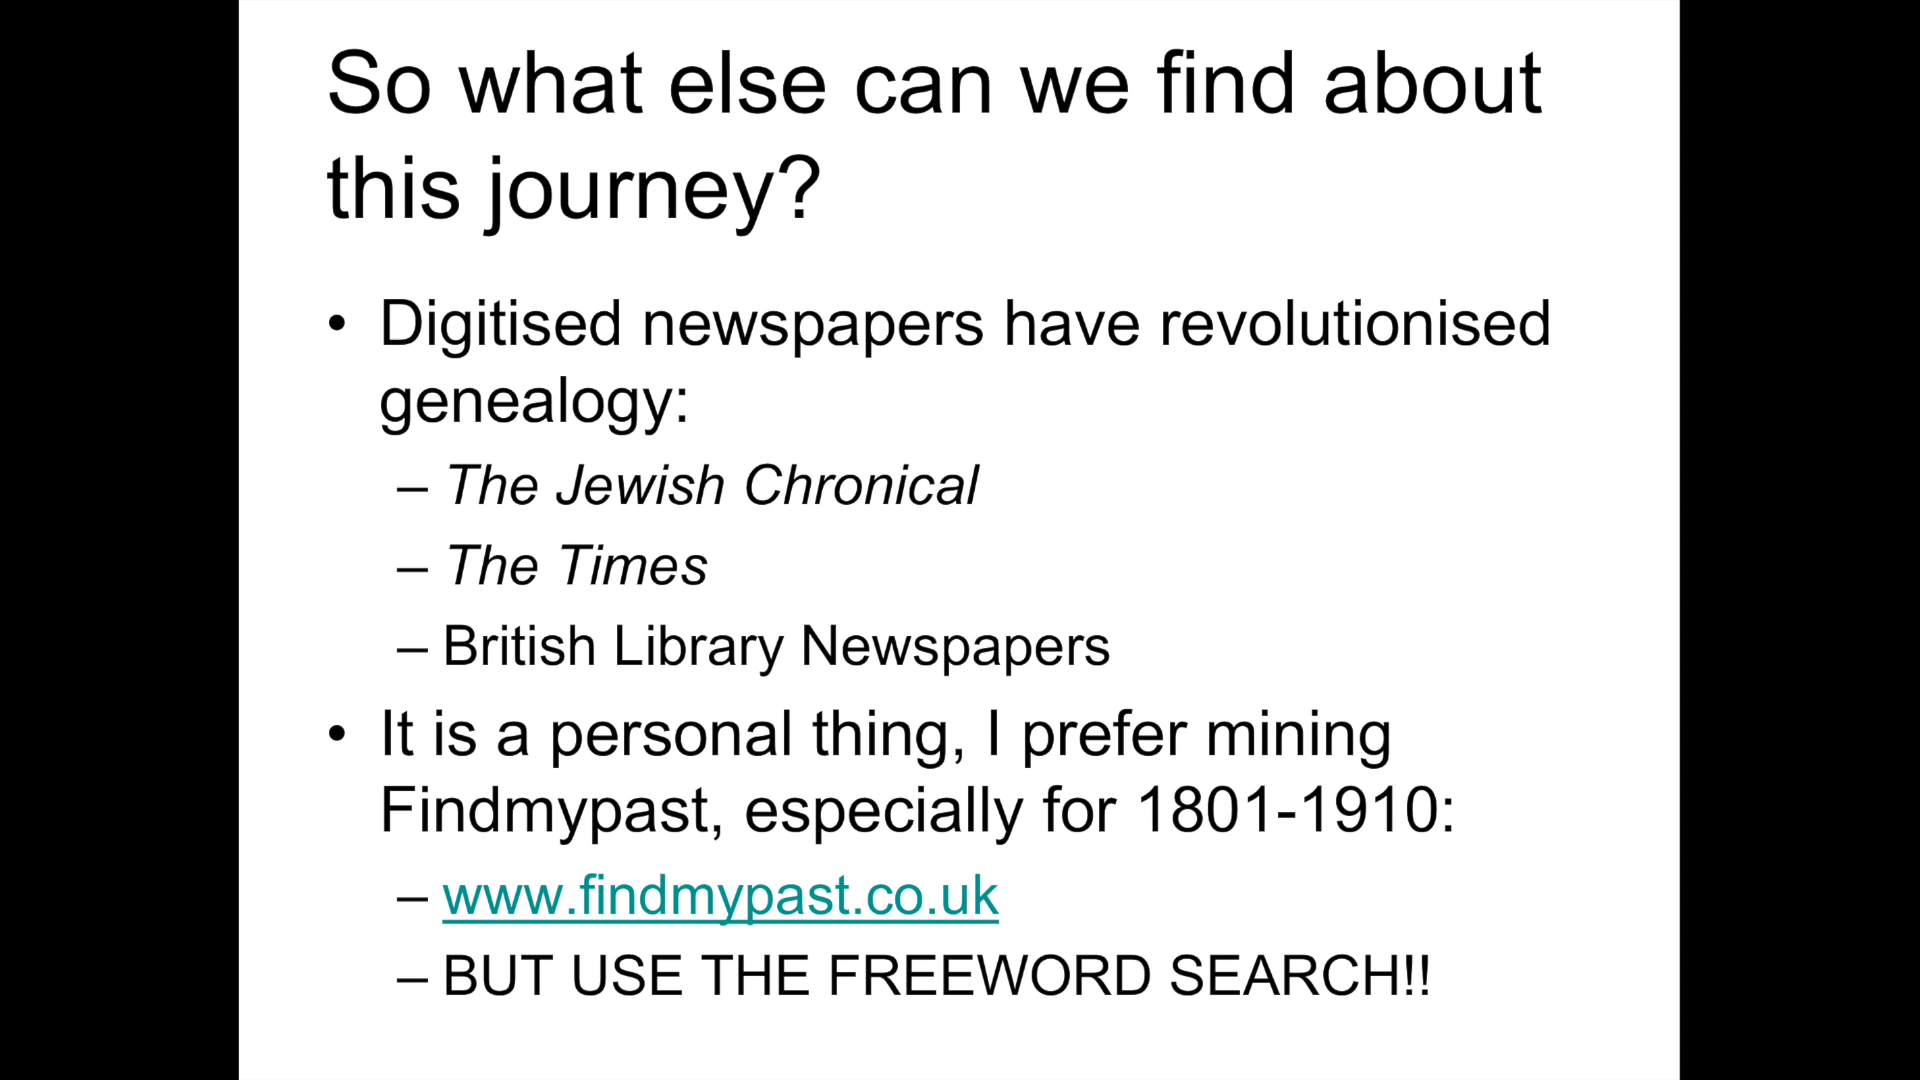 So what else can we find about
this journey?
• Digitised newspapers have revolutionised
genealogy:
– The Jewish Chronical
– The Times
– British Library Newspapers
• It is a personal thing, I prefer mining
Findmypast, especially for 1801-1910:
– www.findmypast.co.uk
– BUT USE THE FREEWORD SEARCH!!